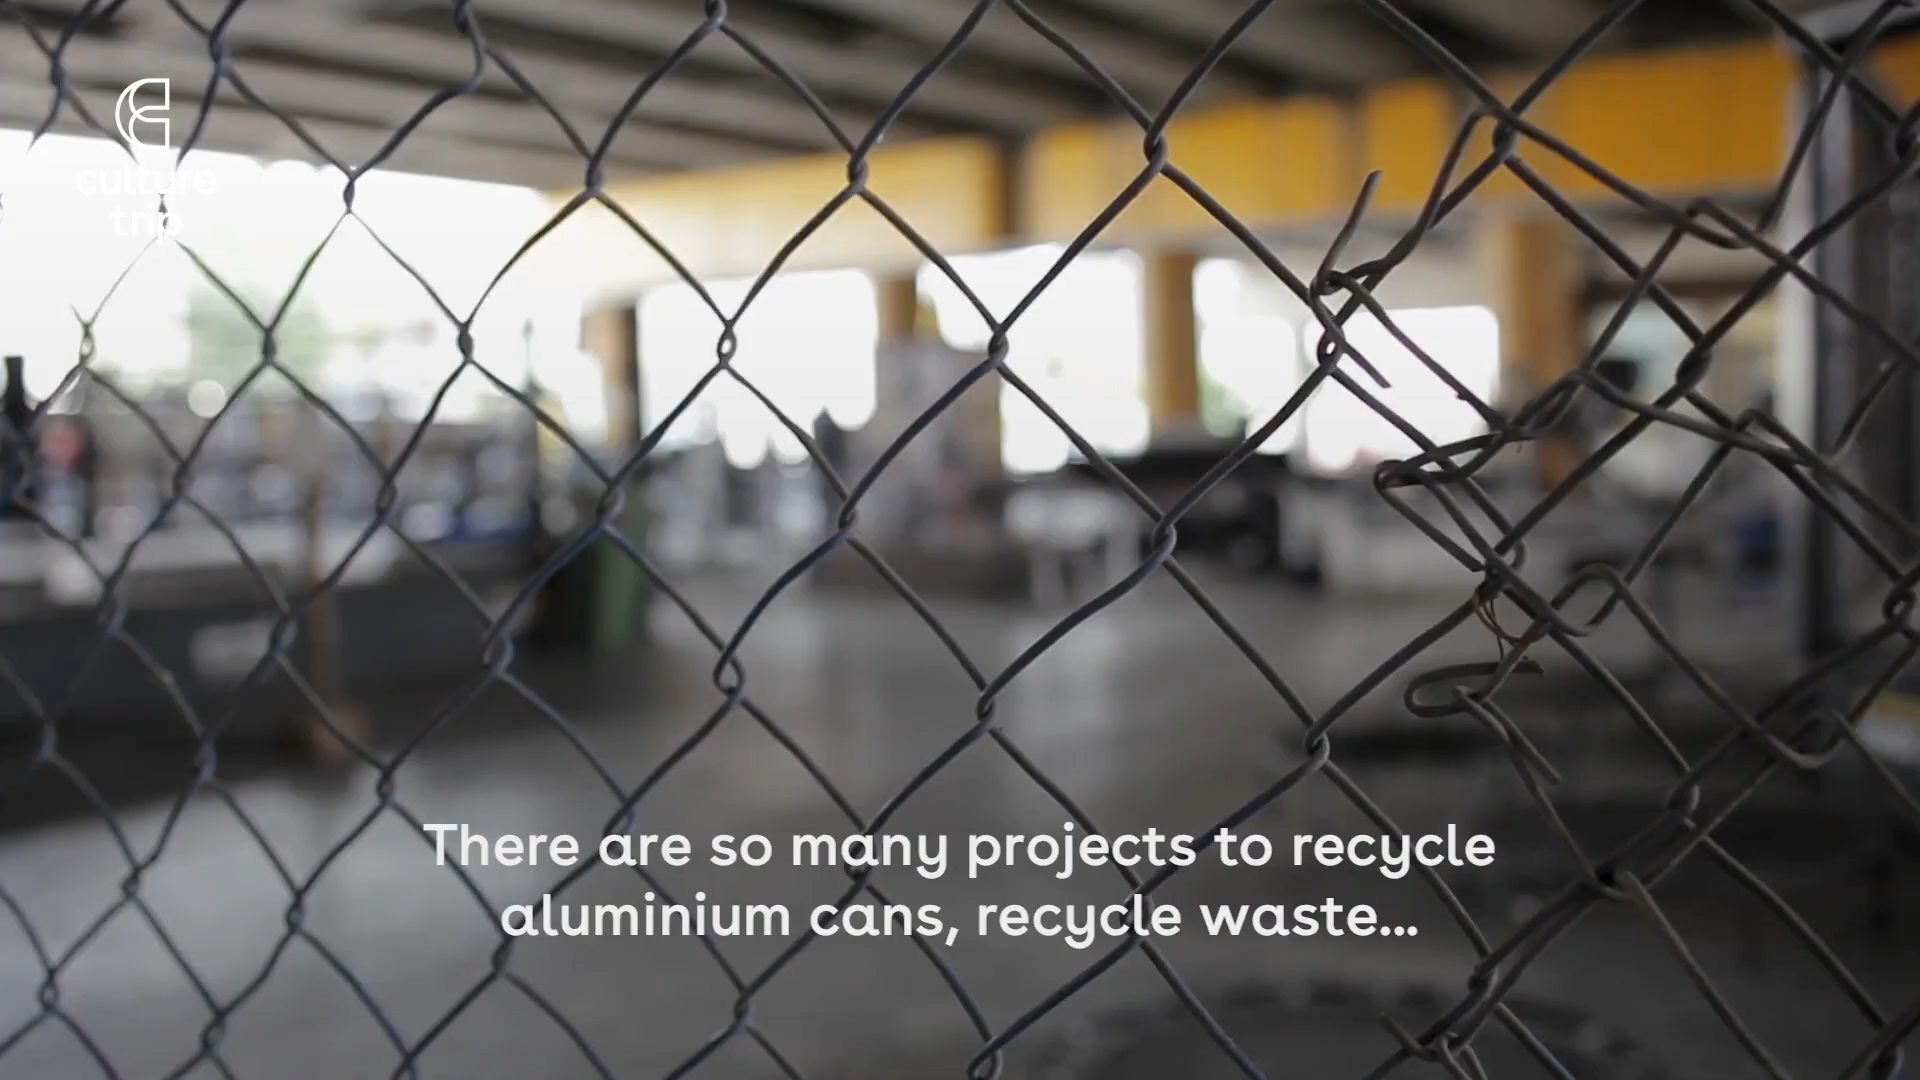 culture
trip
There are so many projects to recycle
aluminium cans, recycle waste...